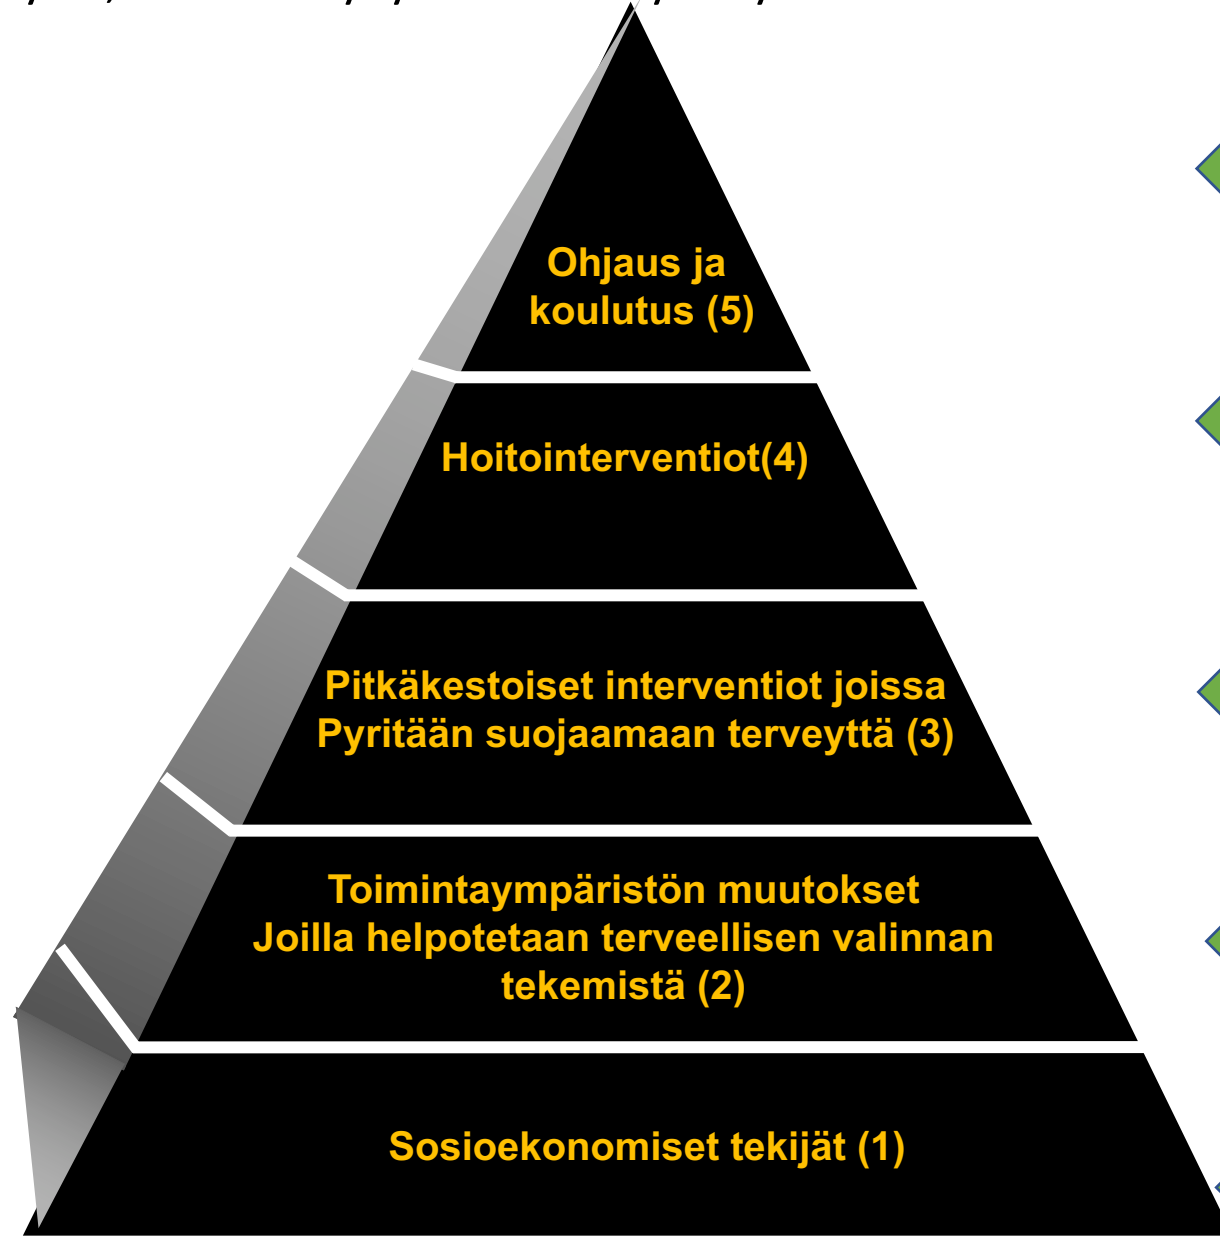 Ohjaus ja
koulutus (5)
Hoitointerventiot(4)
Pitkäkestoiset interventiot joissa
Pyritään suojaamaan terveyttä (3)
Toimintaympäristön muutokset
Joilla helpotetaan terveellisen valinnan
tekemistä (2)
Sosioekonomiset tekijät (1)